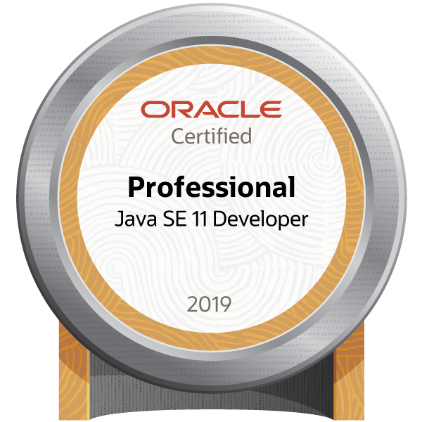 ORACLE
Certified
Professional
Java SE 11 Developer
2019